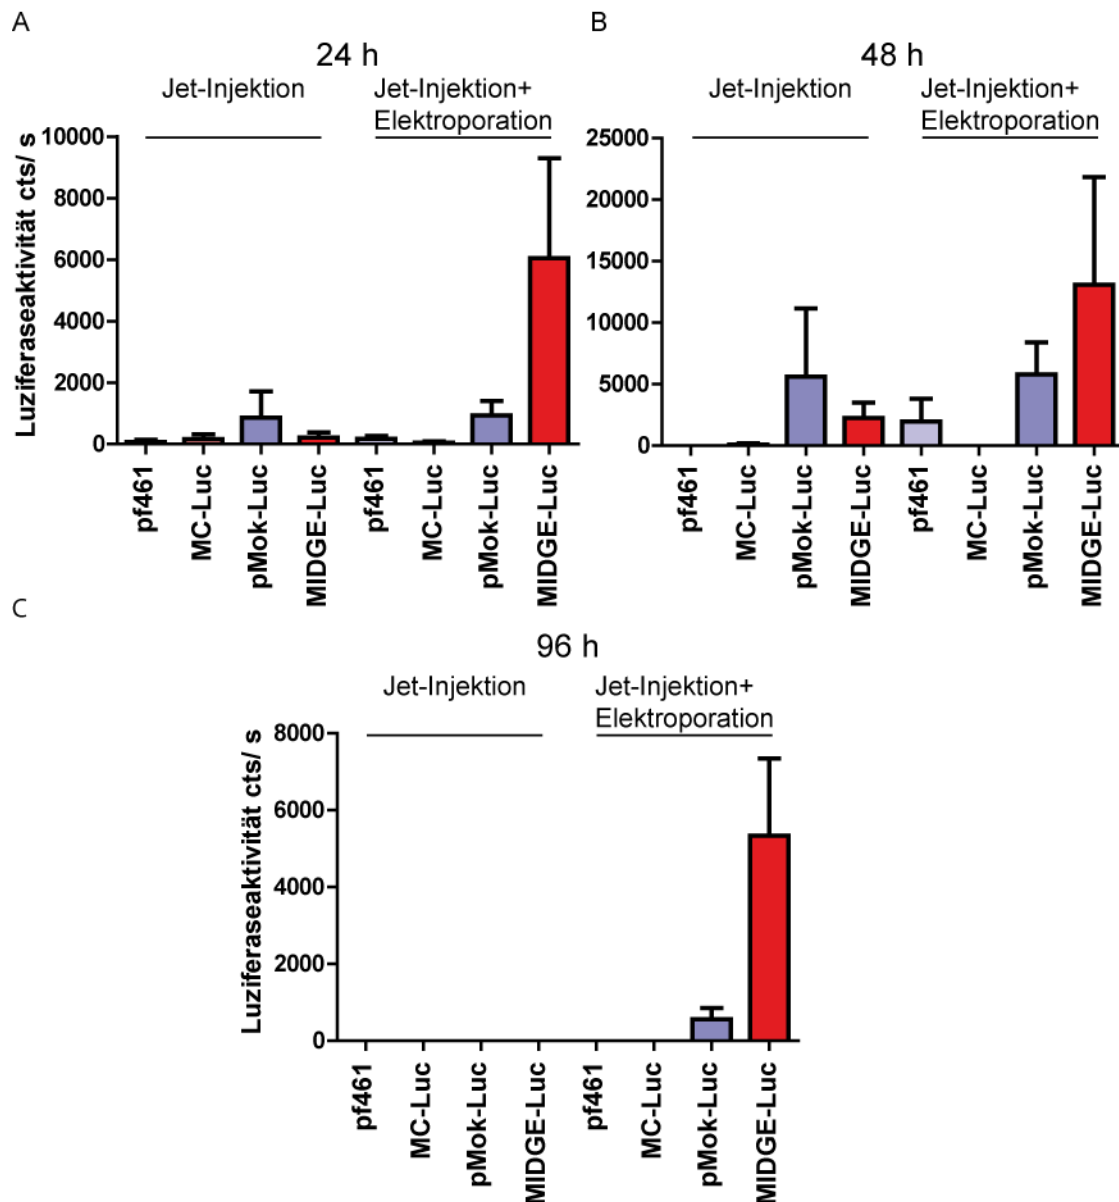 A
24 h
Jet-Injektion
Jet-Injektion+
Elektroporation
Luziferaseaktivität cts/ s
10000
8000
6000
4000
2000
0
pf461
MC-Luc
pMok-Luc
MIDGE-Luc
pf461
MC-Luc
pMok-Luc
MIDGE-Luc
B
48 h
Jet-Injektion
Jet-Injektion+
Elektroporation
25000
20000
15000
10000
5000
0
pf461
MC-Luc
pMok-Luc
MIDGE-Luc
pf461
MC-Luc
pMok-Luc
MIDGE-Luc
C
96 h
Jet-Injektion
Jet-Injektion+
Elektroporation
Luziferaseaktivität cts/ s
8000
6000
4000
2000
0
pf461
MC-Luc
pMok-Luc
MIDGE-Luc
pf461
MC-Luc
pMok-Luc
MIDGE-Luc